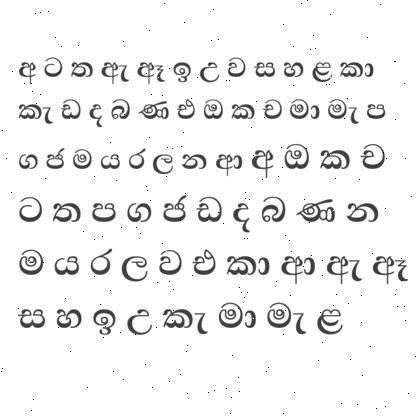 අ ට ත ඇ ඈ ඉ උ ව ස හ ළ කා
කැ ඩ ද බ ණ එ ඔ ක ච මා මැ ප
ග ජ ම ය ර ල න ආ අ ඔ ක ච
ට ත ප ග ජ ඩ ද බ ණ න
ම ය ර ල ව එ කා ආ ඇ ඈ
ස හ ඉ උ කැ මා මැ ළ